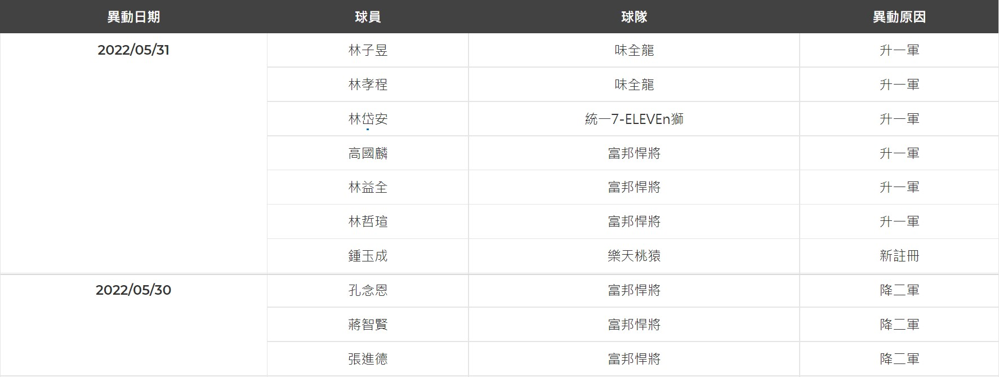 異動日期 球員 球隊 異動原因
2022/05/31 林子昱 味全龍 升一軍
林孝程 味全龍 升一軍
林岱安 統一7-ELEVEn獅 升一軍
高國麟 富邦悍將 升一軍
林益全 富邦悍將 升一軍
林哲瑄 富邦悍將 升一軍
鍾玉成 樂天桃猿 新註冊
2022/05/30 孔念恩 富邦悍將 降二軍
蔣智賢 富邦悍將 降二軍
張進德 富邦悍將 降二軍